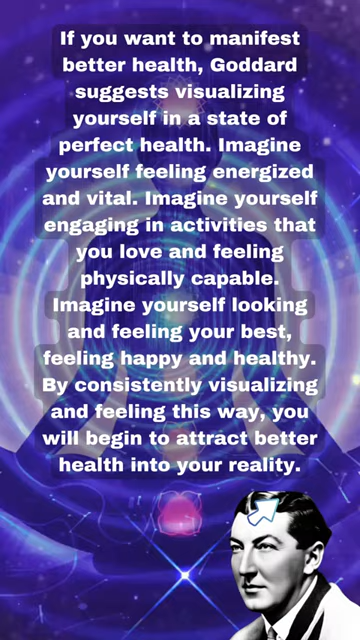 If you want to manifest
better health, Goddard
suggests visualizing
yourself in a state of
perfect health. Imagine
yourself feeling energized
and vital. Imagine yourself
engaging in activities that
you love and feeling
physically capable.
Imagine yourself looking
and feeling your best,
feeling happy and healthy.
By consistently visualizing
and feeling this way, you
will begin to attract better
health into your reality.